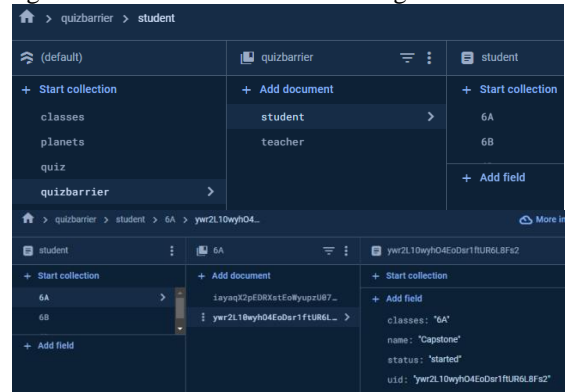 quizbarrier > student
(default)
quizbarrier
student
+ Start collection
+ Add document
+ Start collection
classes
student
6A
planets
teacher
6B
quiz
+ Add field
quizbarrier
quizbarrier > student > 6A > ywr2L10wyhO4...
More in
student
6A
ywr2L10wyhO4EoDsr1ftUR6L8Fs2
+ Start collection
+ Add document
+ Start collection
6A
iayaqX2pEDRXstEoWyupzU07...
+ Add field
6B
ywr2L10wyhO4EoDsr1ftUR6L...
classes: "6A"
+ Add field
name: "Capstone"
status: "started"
uid: "ywr2L10wyhO4EoDsr1ftUR6L8Fs2"